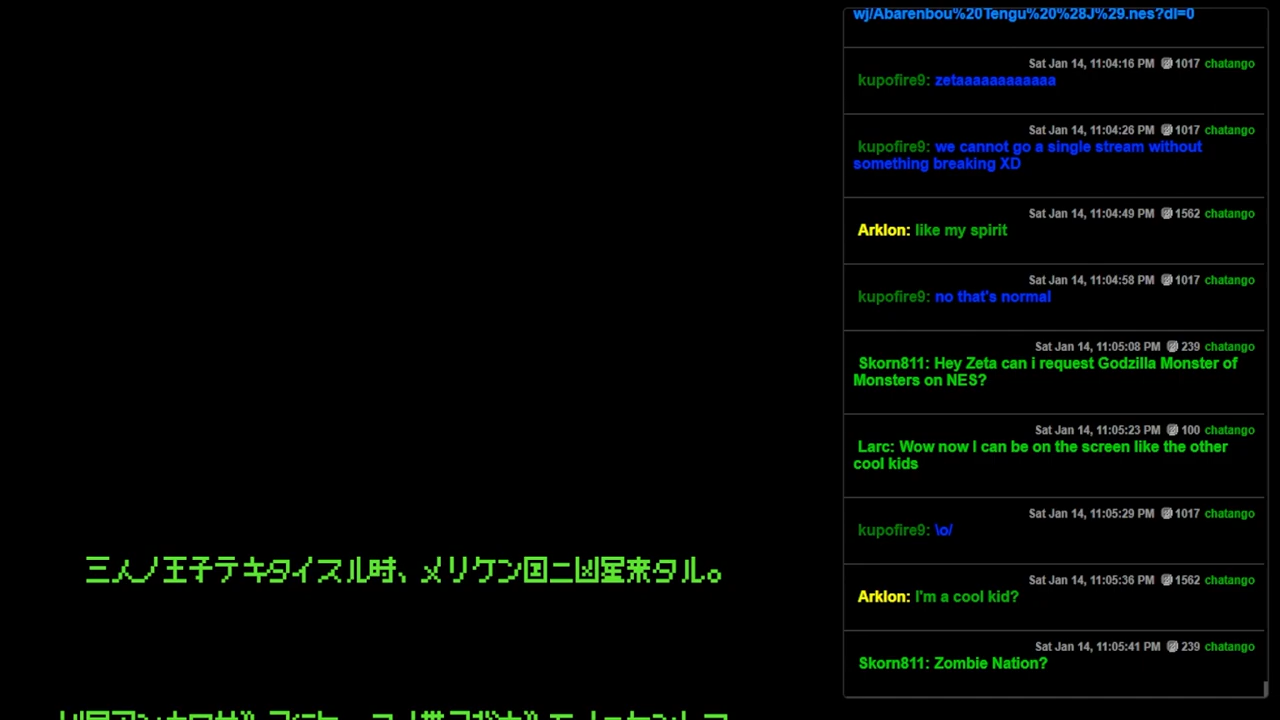 wj/Abarenbou%20Tengu%20%28J%29.nes?dl=0
Sat Jan 14, 11:04:16 PM 1017 chatango
kupofire9: zetaaaaaaaaaaaa
Sat Jan 14, 11:04:26 PM 1017 chatango
kupofire9: we cannot go a single stream without
something breaking XD
Sat Jan 14, 11:04:49 PM 1562 chatango
Arklon: like my spirit
Sat Jan 14, 11:04:58 PM 1017 chatango
kupofire9: no that's normal
Sat Jan 14, 11:05:08 PM 239 chatango
Skorn811: Hey Zeta can i request Godzilla Monster of
Monsters on NES?
Sat Jan 14, 11:05:23 PM 100 chatango
Larc: Wow now I can be on the screen like the other
cool kids
Sat Jan 14, 11:05:29 PM 1017 chatango
kupofire9: \o/
Sat Jan 14, 11:05:36 PM 1562 chatango
Arklon: I'm a cool kid?
Sat Jan 14, 11:05:41 PM 239 chatango
Skorn811: Zombie Nation?
三人ノ王子テキタイスル時、メリケン国ニ凶星来タル。